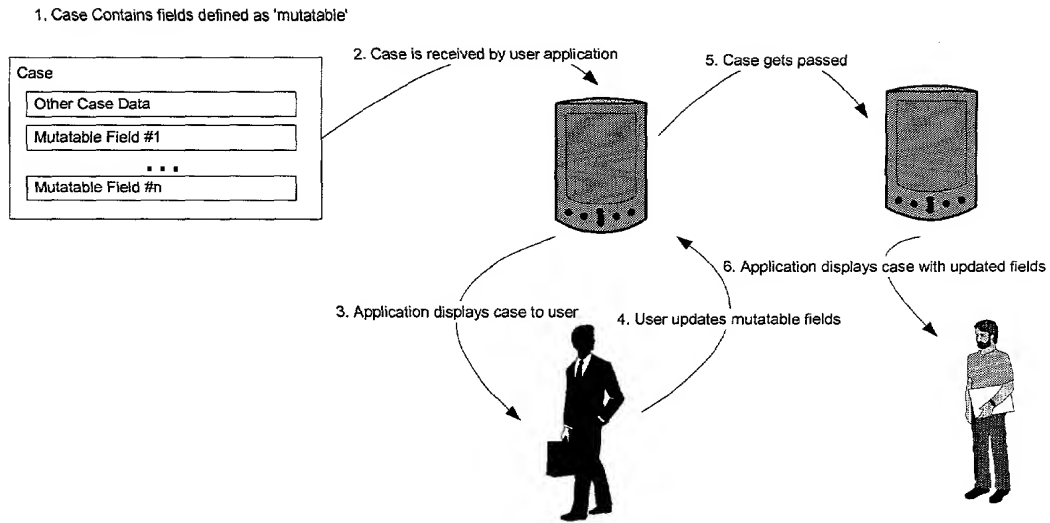 1. Case Contains fields defined as 'mutatable'
2. Case is received by user application
5. Case gets passed
Case
Other Case Data
Mutatable Field #1
...
Mutatable Field #n
6. Application displays case with updated fields
3. Application displays case to user
4. User updates mutatable fields